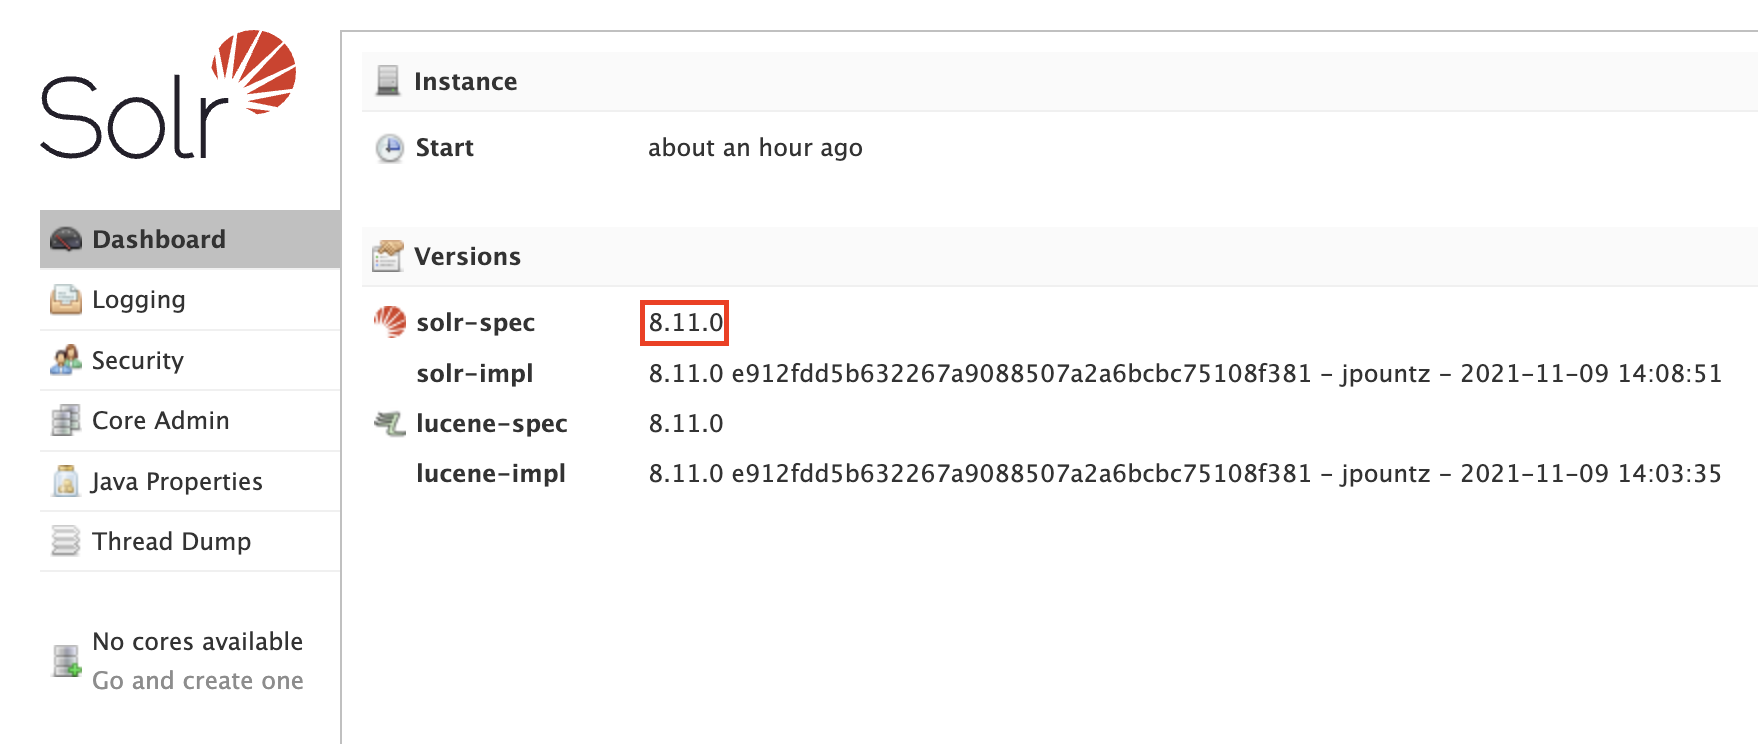 Solr
Dashboard
Logging
Security
Core Admin
Java Properties
Thread Dump
No cores available
Go and create one
Instance
Start about an hour ago
Versions
solr-spec 8.11.0
solr-impl 8.11.0 e912fdd5b632267a9088507a2a6bcbc75108f381 - jpountz - 2021-11-09 14:08:51
lucene-spec 8.11.0
lucene-impl 8.11.0 e912fdd5b632267a9088507a2a6bcbc75108f381 - jpountz - 2021-11-09 14:03:35